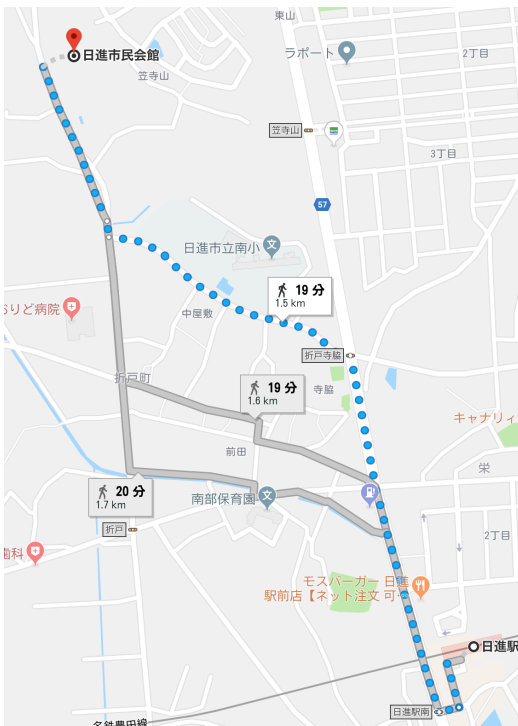 東山
日進市民会館
ラポート
2丁目
笠寺山
笠寺山
3丁目
57
日進市立南小
文
19 分
1.5 km
おりど病院
中屋敷
折戸寺脇
折戸町
19 分
1.6 km
寺脇
キャナリィ
前田
栄
20 分
1.7 km
南部保育園
文
折戸
2丁目
歯科
モスバーガー 日進
駅前店【ネット注文 可…
日進駅
日進駅南
名鉄豊田線